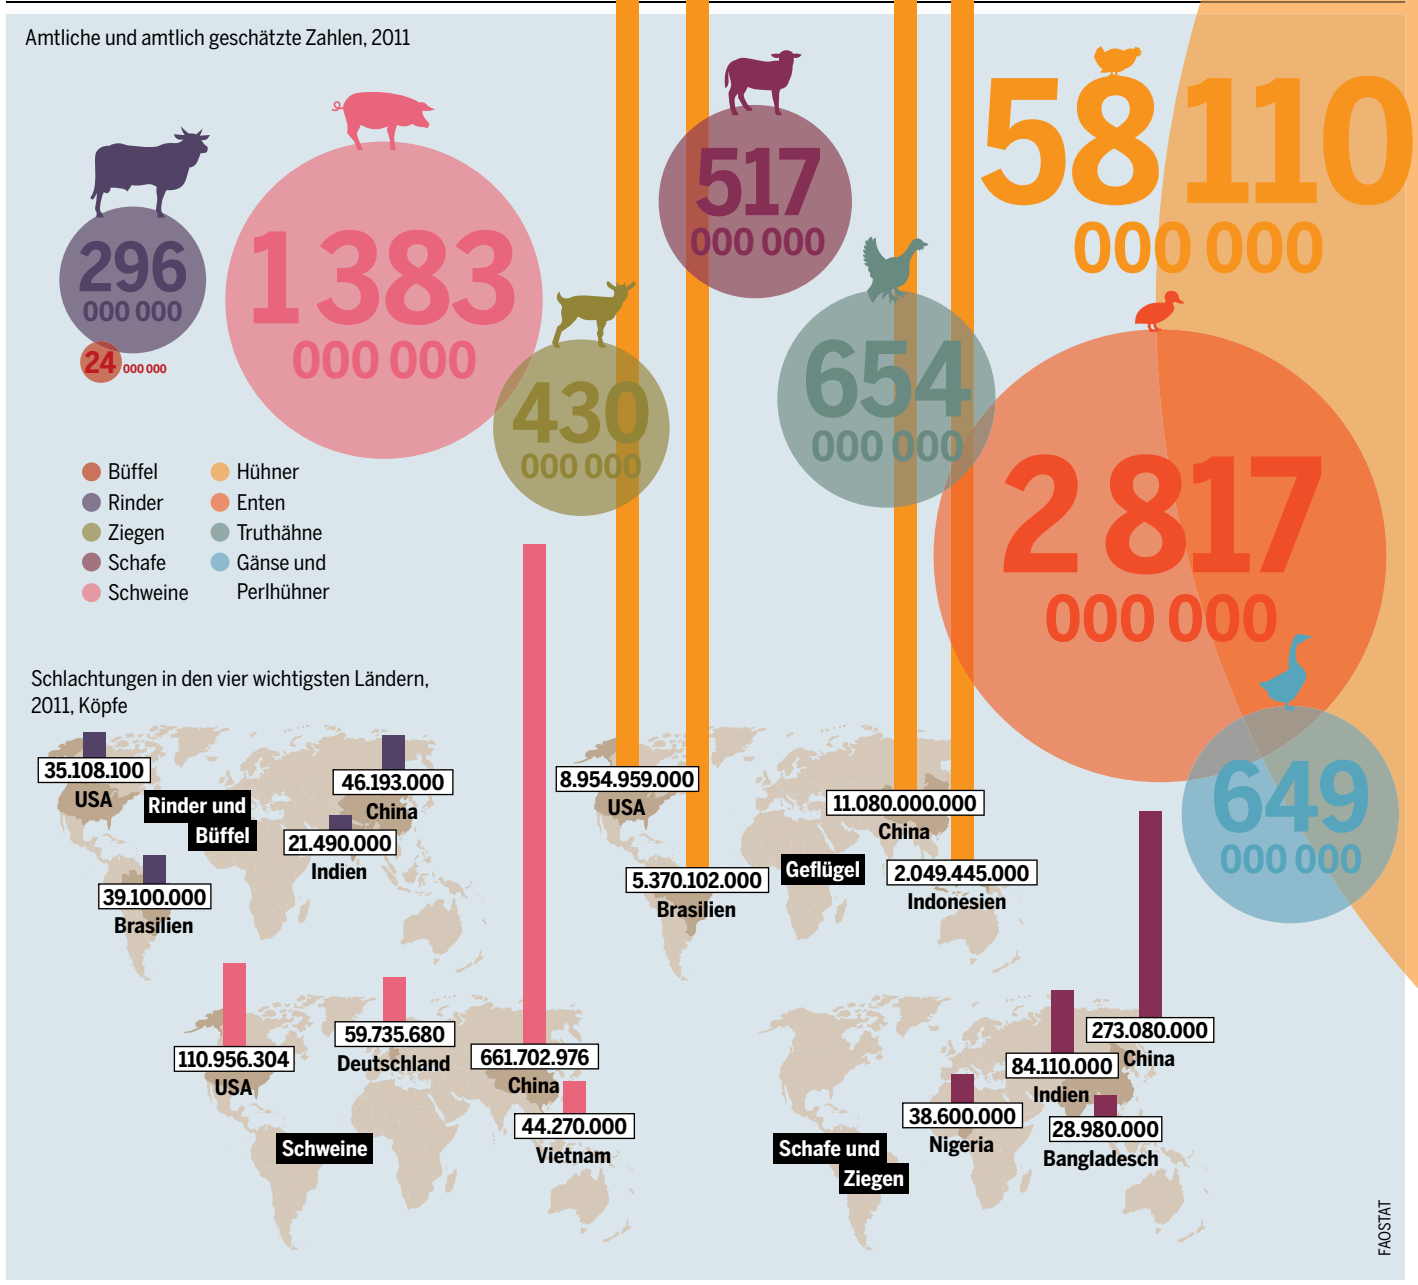 Amtliche und amtlich geschätzte Zahlen, 2011
296
000 000
24 000 000
1 383
000 000
430
000 000
517
000 000
654
000 000
58 110
000 000
2 817
000 000
649
000 000
Büffel
Rinder
Ziegen
Schafe
Schweine
Hühner
Enten
Truthähne
Gänse und
Perlhühner
Schlachtungen in den vier wichtigsten Ländern,
2011, Köpfe
35.108.100
USA
Rinder und
Büffel
46.193.000
China
21.490.000
Indien
39.100.000
Brasilien
8.954.959.000
USA
11.080.000.000
China
5.370.102.000
Brasilien
Geflügel
2.049.445.000
Indonesien
110.956.304
USA
59.735.680
Deutschland
661.702.976
China
44.270.000
Vietnam
Schweine
273.080.000
China
84.110.000
Indien
38.600.000
Nigeria
28.980.000
Bangladesch
Schafe und
Ziegen
FAOSTAT